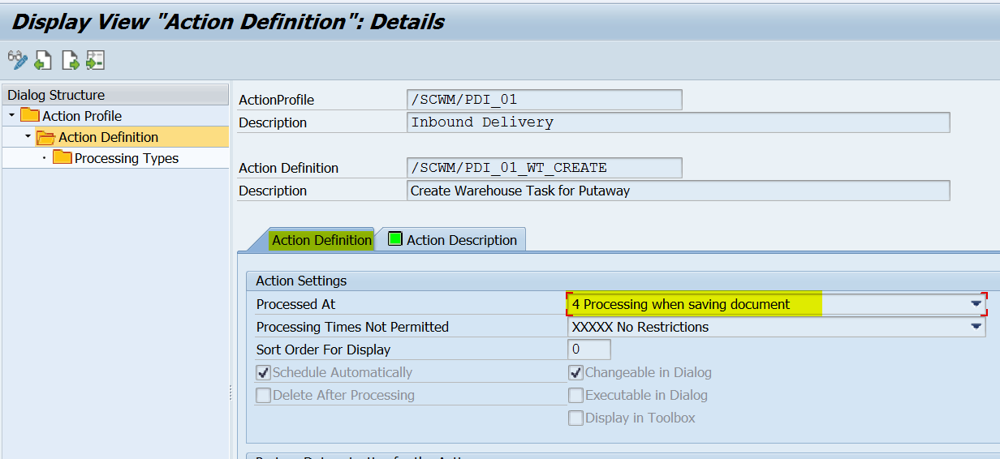 Display View "Action Definition": Details
Dialog Structure
Action Profile
Action Definition
Processing Types
ActionProfile /SCWM/PDI_01
Description Inbound Delivery
Action Definition /SCWM/PDI_01_WT_CREATE
Description Create Warehouse Task for Putaway
Action Definition Action Description
Action Settings
Processed At 4 Processing when saving document
Processing Times Not Permitted XXXXX No Restrictions
Sort Order For Display 0
Schedule Automatically Changeable in Dialog
Delete After Processing Executable in Dialog
Display in Toolbox